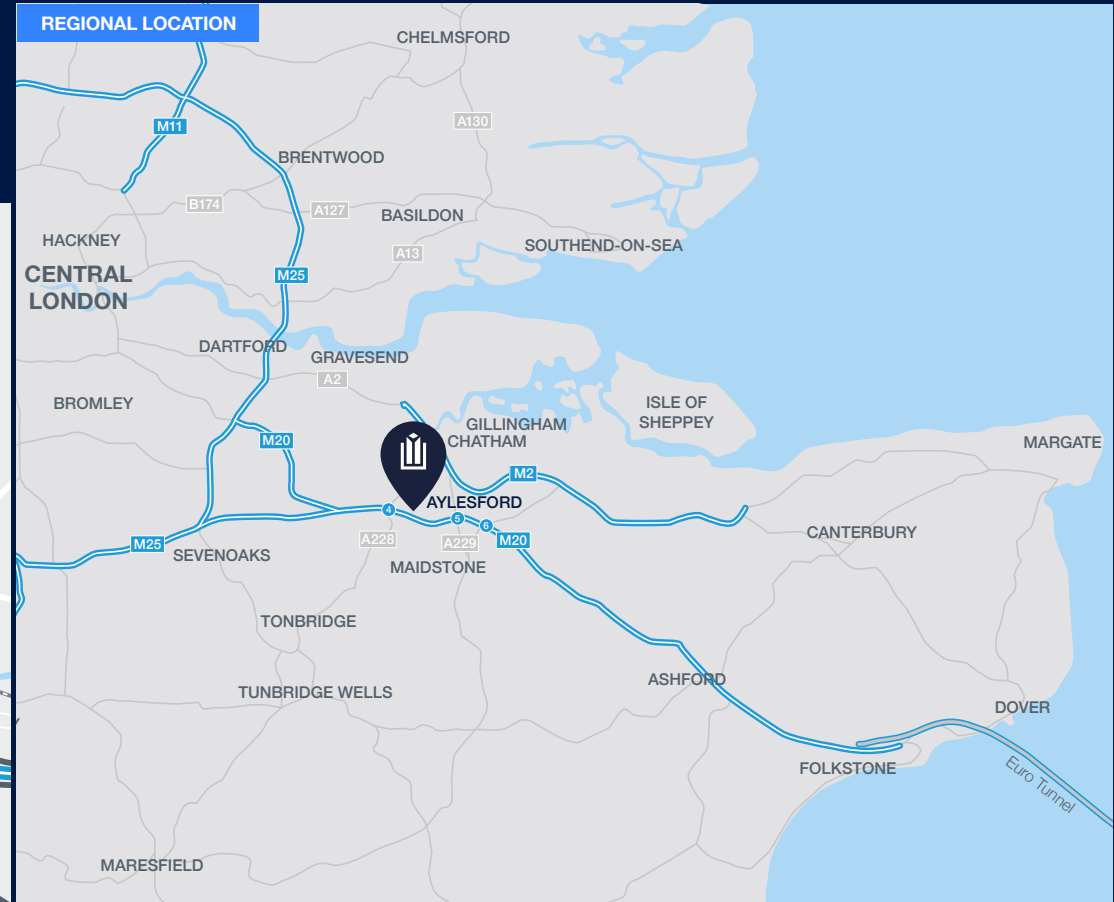 REGIONAL LOCATION
CHELMSFORD
A130
M11
BRENTWOOD
B174
A127
BASILDON
HACKNEY
SOUTHEND-ON-SEA
A13
CENTRAL
LONDON
M25
DARTFORD
GRAVESEND
A2
BROMLEY
ISLE OF
SHEPPEY
GILLINGHAM
CHATHAM
MARGATE
M20
M2
AYLESFORD
4
5
6
CANTERBURY
A228
A229
M20
M25
SEVENOAKS
MAIDSTONE
TONBRIDGE
ASHFORD
TUNBRIDGE WELLS
DOVER
FOLKSTONE
Euro Tunnel
MARESFIELD